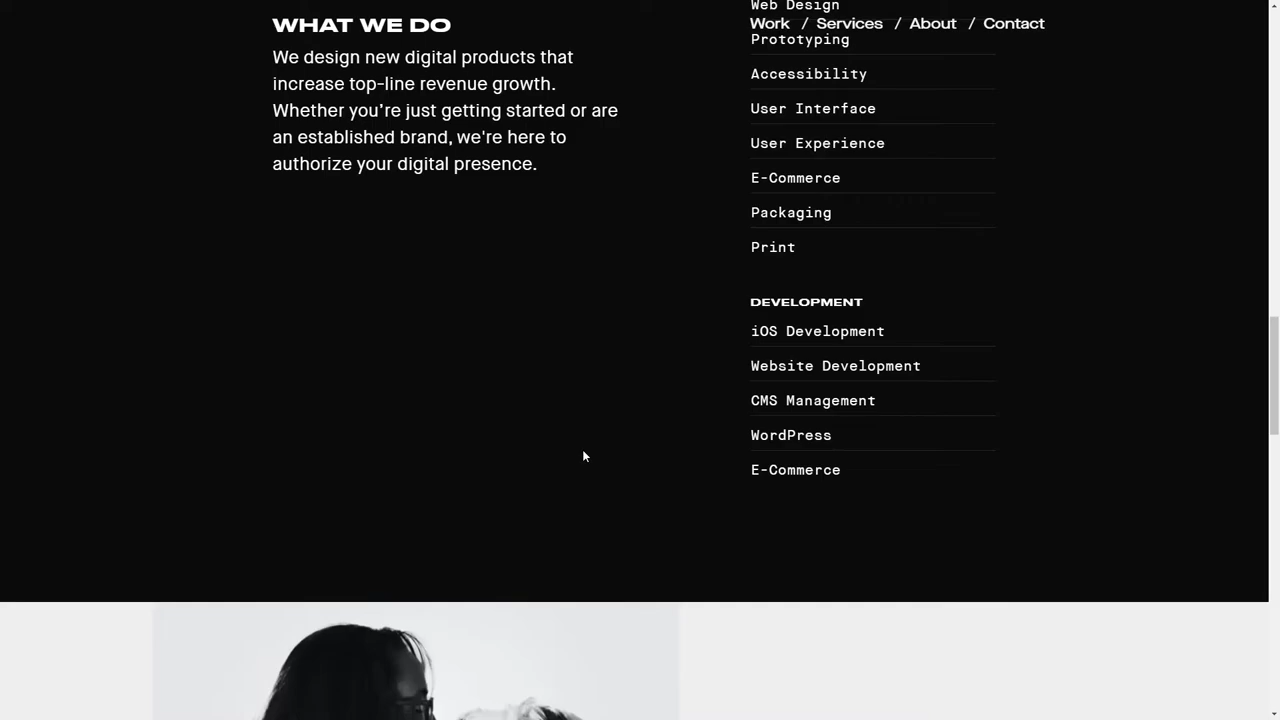 WHAT WE DO
We design new digital products that
increase top-line revenue growth.
Whether you’re just getting started or are
an established brand, we're here to
authorize your digital presence.
Web Design
Work / Services / About / Contact
Prototyping
Accessibility
User Interface
User Experience
E-Commerce
Packaging
Print
DEVELOPMENT
iOS Development
Website Development
CMS Management
WordPress
E-Commerce